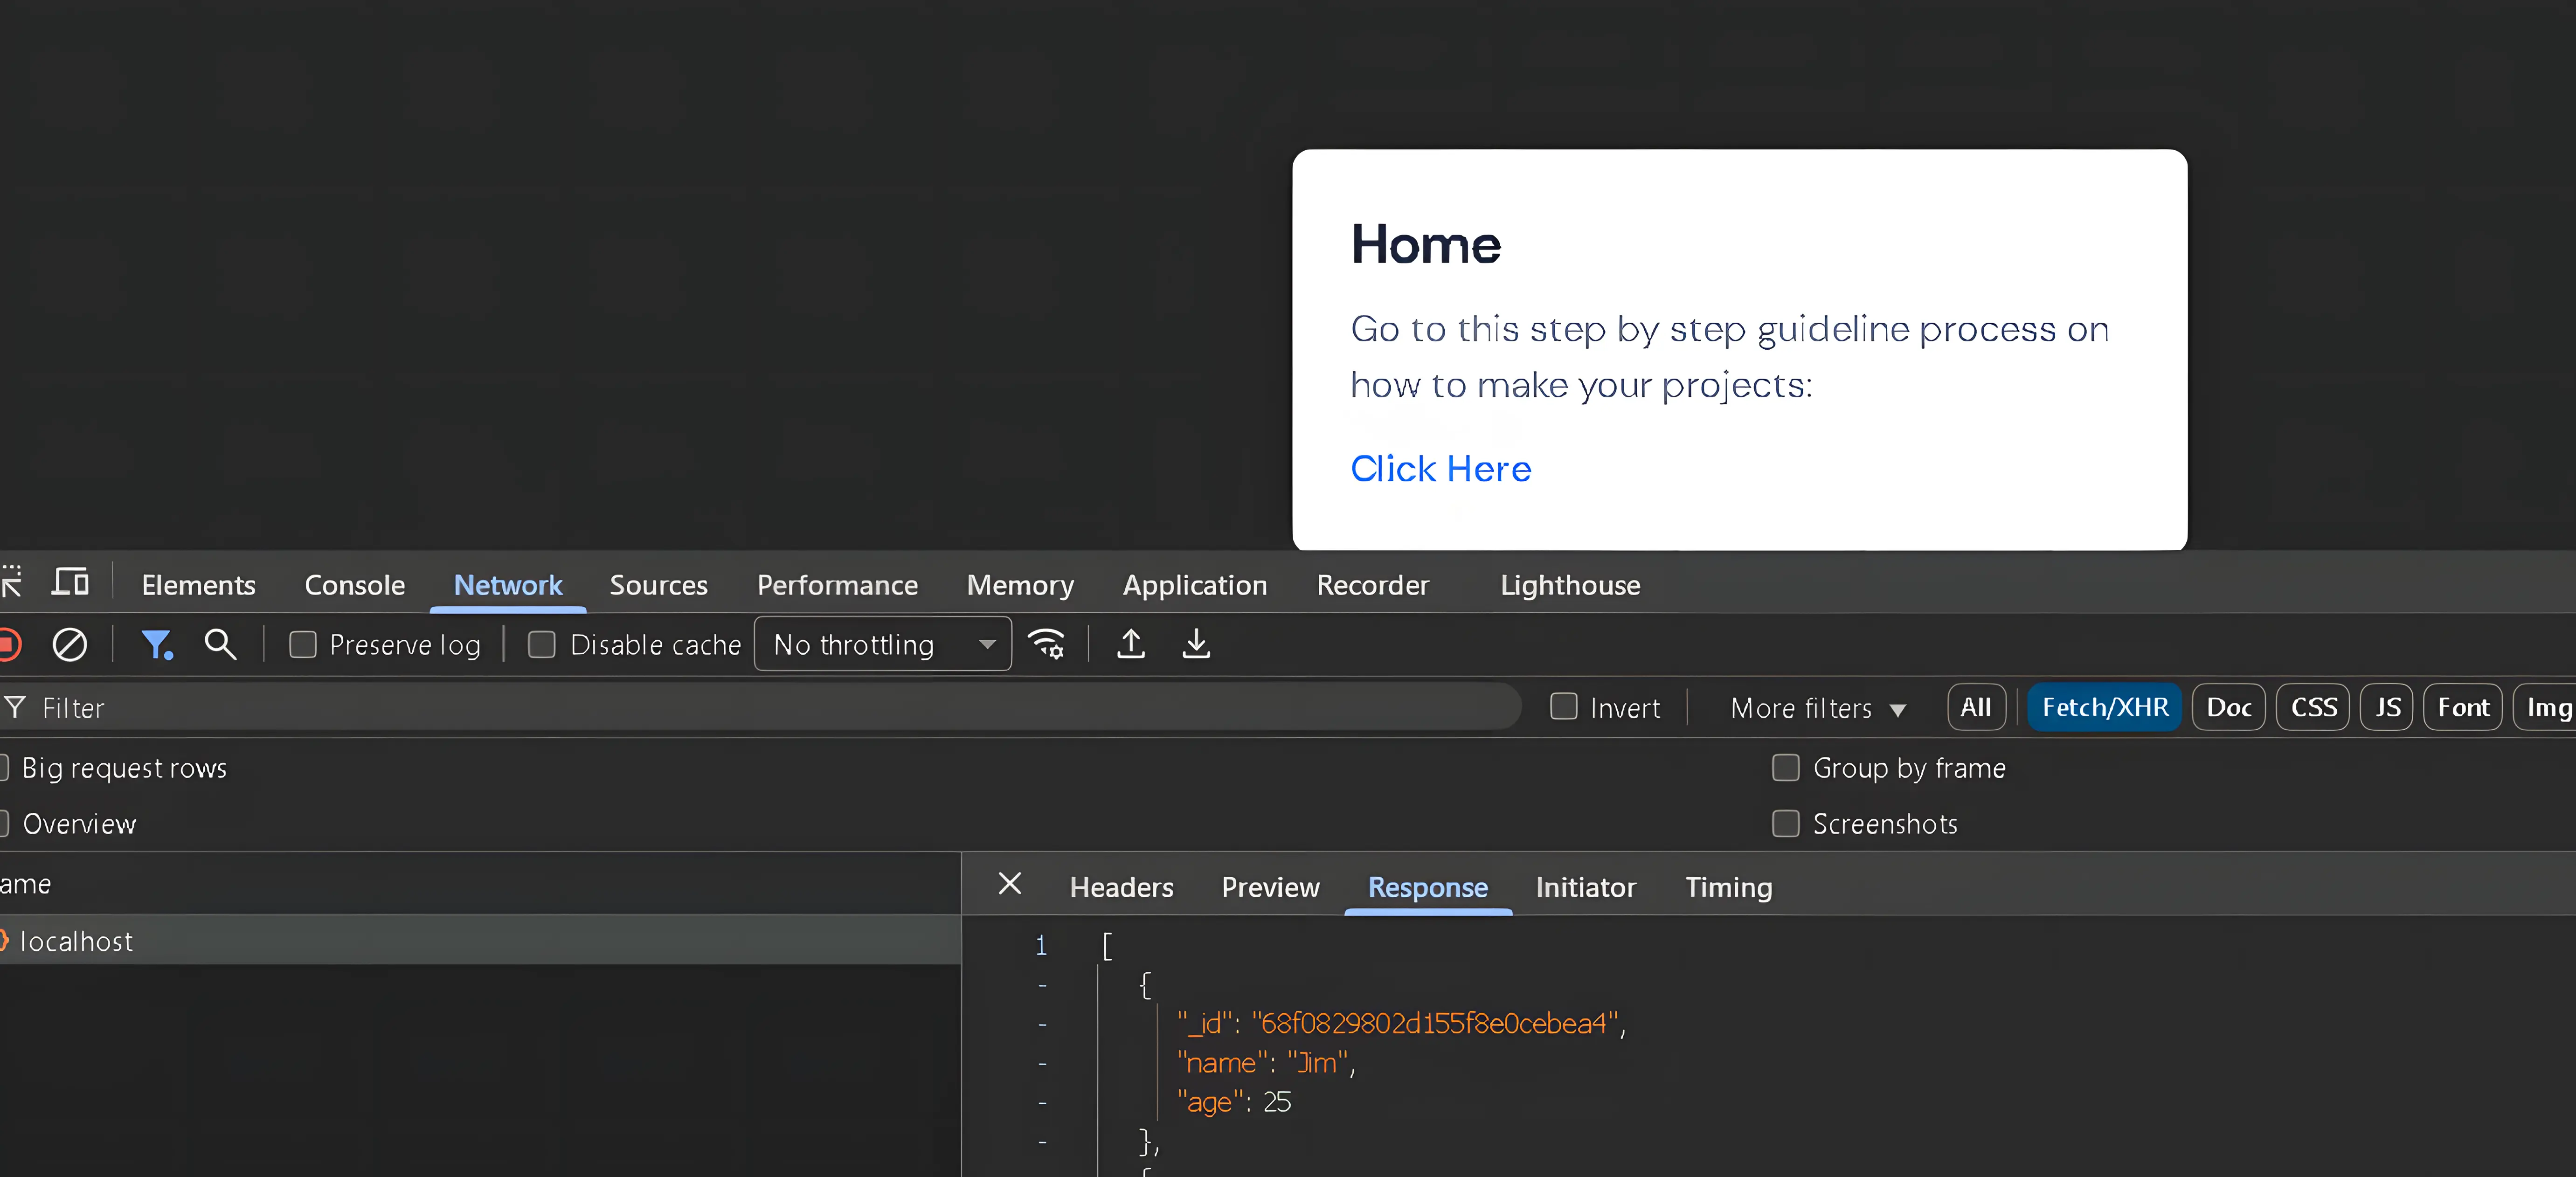 Home
Go to this step by step guideline process on
how to make your projects:
Click Here
Elements Console Network Sources Performance Memory Application Recorder Lighthouse
Preserve log Disable cache No throttling
Filter Invert More filters All Fetch/XHR Doc CSS JS Font Img
Big request rows Group by frame
Overview Screenshots
ame Headers Preview Response Initiator Timing
localhost
1 [
- {
- "_id": "68f0829802d155f8e0cebea4",
- "name": "Jim",
- "age": 25
- },